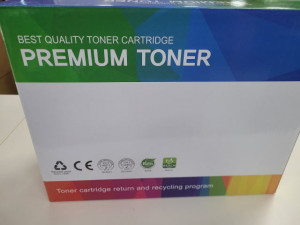 BEST QUALITY TONER CARTRIDGE
PREMIUM TONER
CE
Toner cartridge return and recycling program